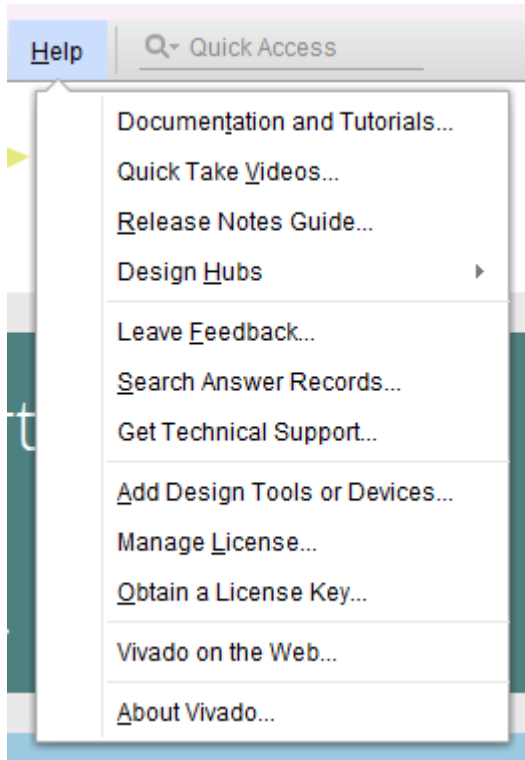 Help
Quick Access
Documentation and Tutorials...
Quick Take Videos...
Release Notes Guide...
Design Hubs
Leave Feedback...
Search Answer Records...
Get Technical Support...
Add Design Tools or Devices...
Manage License...
Obtain a License Key...
Vivado on the Web...
About Vivado...
rt